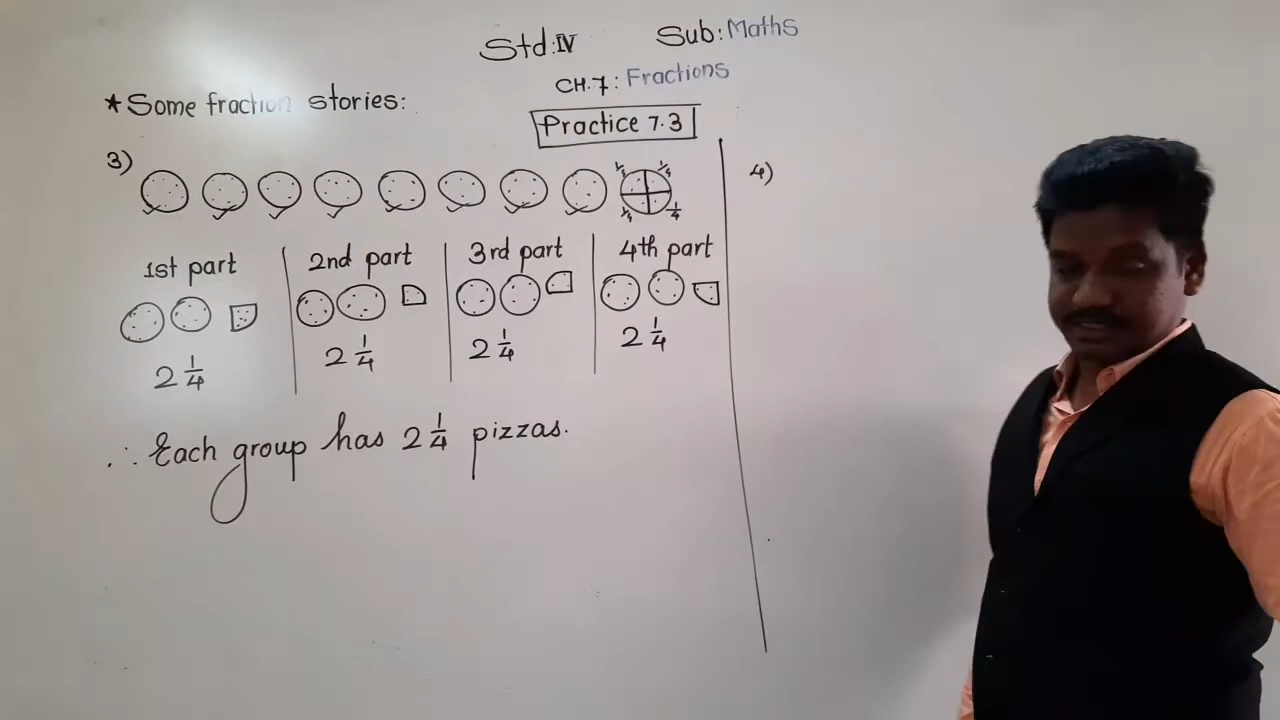 Std: IV Sub: Maths
CH.7: Fractions
*Some fraction stories:
Practice 7.3
3)
1/4 1/4
1/4 1/4
4)
1st part 2nd part 3rd part 4th part
2 1/4 2 1/4 2 1/4 2 1/4
∴ Each group has 2 1/4 pizzas.